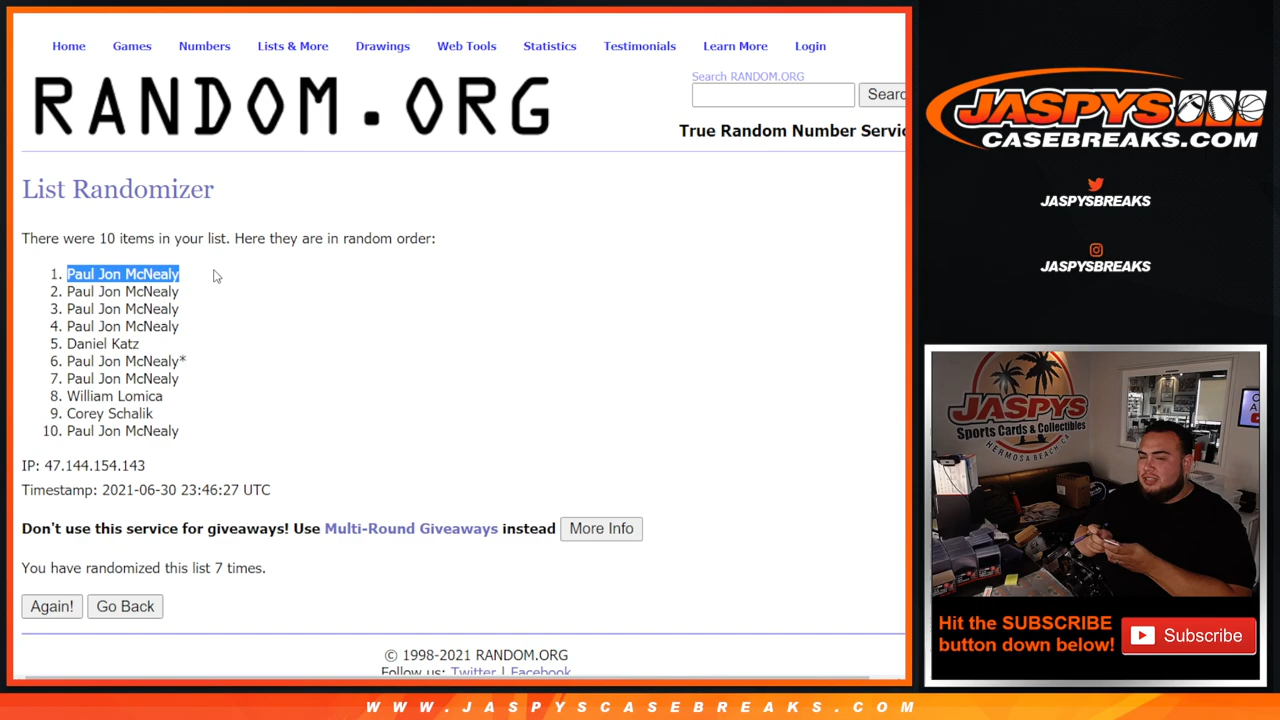 Home Games Numbers Lists & More Drawings Web Tools Statistics Testimonials Learn More Login
RANDOM.ORG
Search RANDOM.ORG
Searc
True Random Number Servic
List Randomizer
There were 10 items in your list. Here they are in random order:
1. Paul Jon McNealy
2. Paul Jon McNealy
3. Paul Jon McNealy
4. Paul Jon McNealy
5. Daniel Katz
6. Paul Jon McNealy*
7. Paul Jon McNealy
8. William Lomica
9. Corey Schalik
10. Paul Jon McNealy
IP: 47.144.154.143
Timestamp: 2021-06-30 23:46:27 UTC
Don't use this service for giveaways! Use Multi-Round Giveaways instead More Info
You have randomized this list 7 times.
Again! Go Back
© 1998-2021 RANDOM.ORG
Follow us: Twitter | Facebook
JASPYS
CASEBREAKS.COM
JASPYSBREAKS
JASPYSBREAKS
JASPYS
Sports Cards & Collectibles
HERMOSA BEACH, CA
Hit the SUBSCRIBE
button down below!
Subscribe
WWW.JASPYSCASEBREAKS.COM